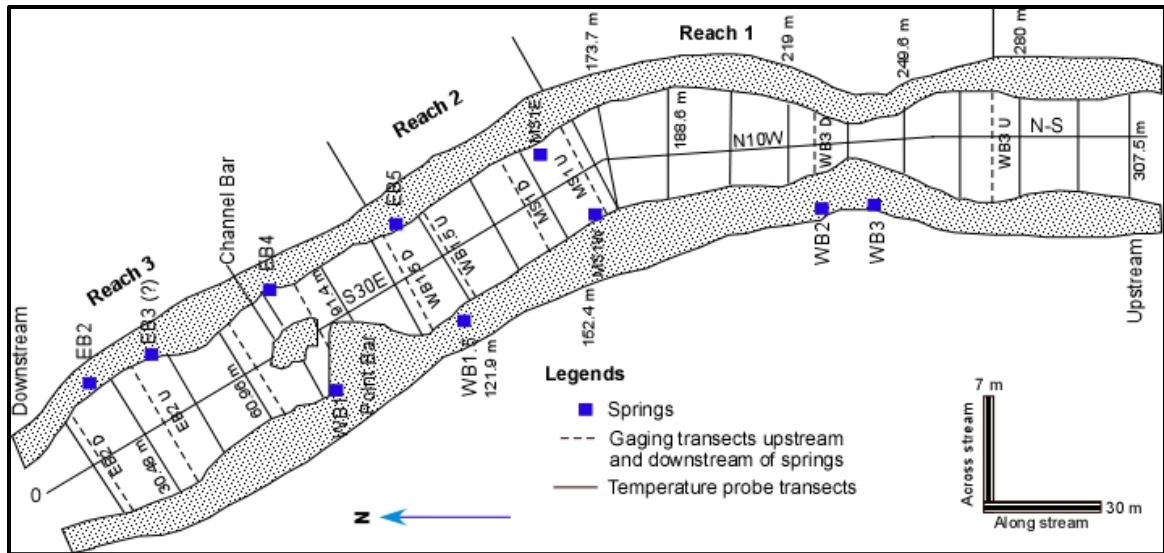 Reach 1
Reach 2
Reach 3
173.7 m
219 m
249.6 m
280 m
188.6 m
N10W
WB3 D
WB3 U
N-S
307.5 m
Upstream
WB2
WB3
MS1E
MS1 U
MS1 D
MS1W
152.4 m
EB5
WB1.5 U
WB1.5 D
WB1.5
121.9 m
S30E
91.4 m
Channel Bar
EB4
Point Bar
WB1
60.96 m
EB3 (?)
EB2
EB2 U
30.48 m
EB2 D
Downstream
0
N
Legends
Springs
Gaging transects upstream
and downstream of springs
Temperature probe transects
7 m
Across stream
30 m
Along stream